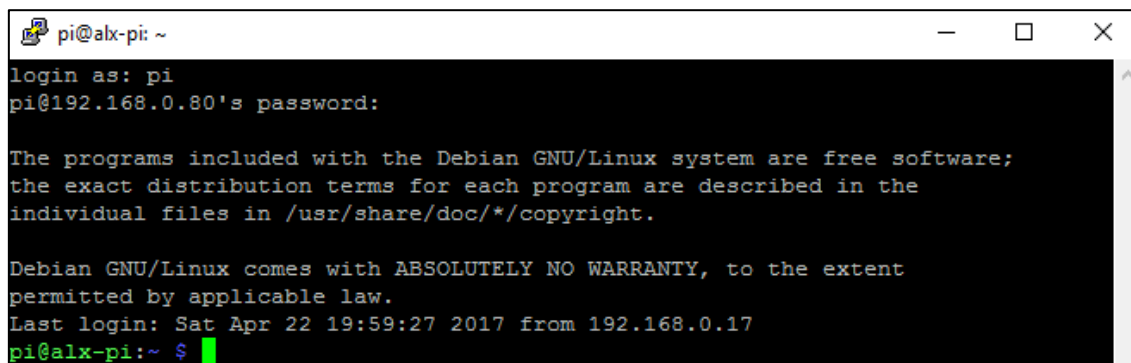 pi@alx-pi: ~
login as: pi
pi@192.168.0.80's password:
The programs included with the Debian GNU/Linux system are free software;
the exact distribution terms for each program are described in the
individual files in /usr/share/doc/*/copyright.
Debian GNU/Linux comes with ABSOLUTELY NO WARRANTY, to the extent
permitted by applicable law.
Last login: Sat Apr 22 19:59:27 2017 from 192.168.0.17
pi@alx-pi:~ $